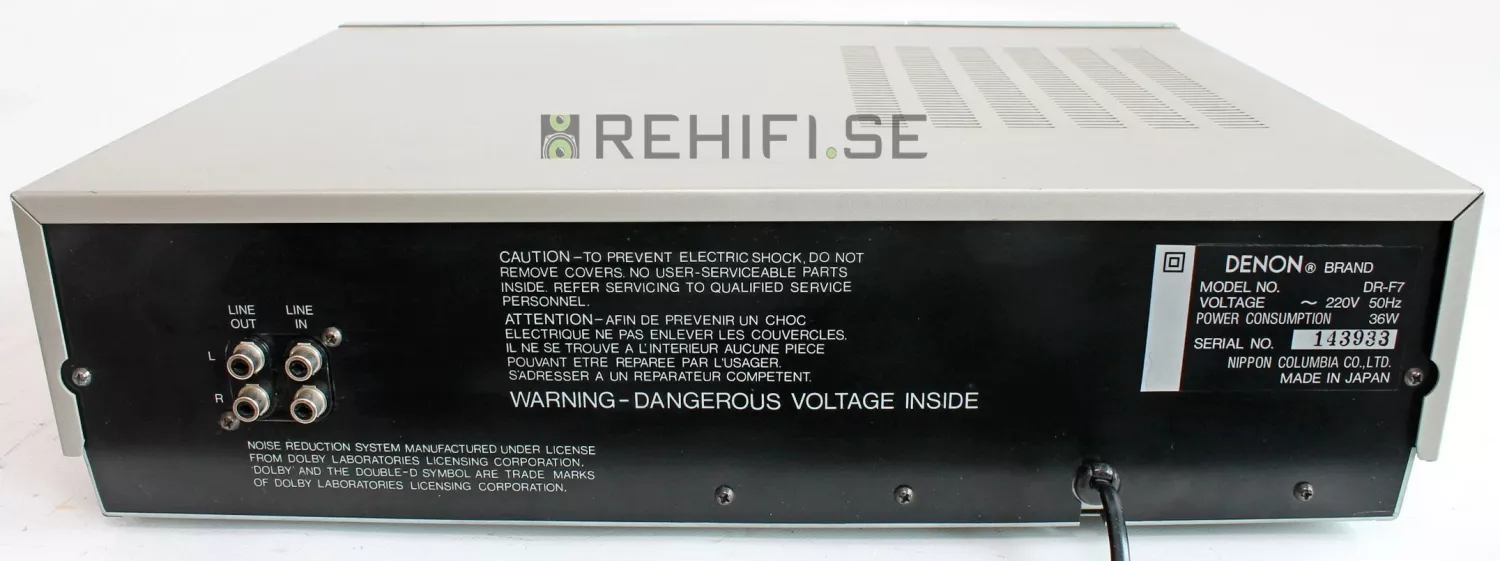 REHIFI.SE
LINE OUT
LINE IN
L
R
CAUTION–TO PREVENT ELECTRIC SHOCK, DO NOT
REMOVE COVERS. NO USER-SERVICEABLE PARTS
INSIDE. REFER SERVICING TO QUALIFIED SERVICE
PERSONNEL.
ATTENTION–AFIN DE PREVENIR UN CHOC
ELECTRIQUE NE PAS ENLEVER LES COUVERCLES.
IL NE SE TROUVE A L'INTERIEUR AUCUNE PIECE
POUVANT ETRE REPAREE PAR L'USAGER.
S'ADRESSER A UN REPARATEUR COMPETENT.
WARNING–DANGEROUS VOLTAGE INSIDE
NOISE REDUCTION SYSTEM MANUFACTURED UNDER LICENSE
FROM DOLBY LABORATORIES LICENSING CORPORATION.
'DOLBY' AND THE DOUBLE-D SYMBOL ARE TRADE MARKS
OF DOLBY LABORATORIES LICENSING CORPORATION.
DENON® BRAND
MODEL NO. DR-F7
VOLTAGE ~ 220V 50Hz
POWER CONSUMPTION 36W
SERIAL NO. 143933
NIPPON COLUMBIA CO.,LTD.
MADE IN JAPAN